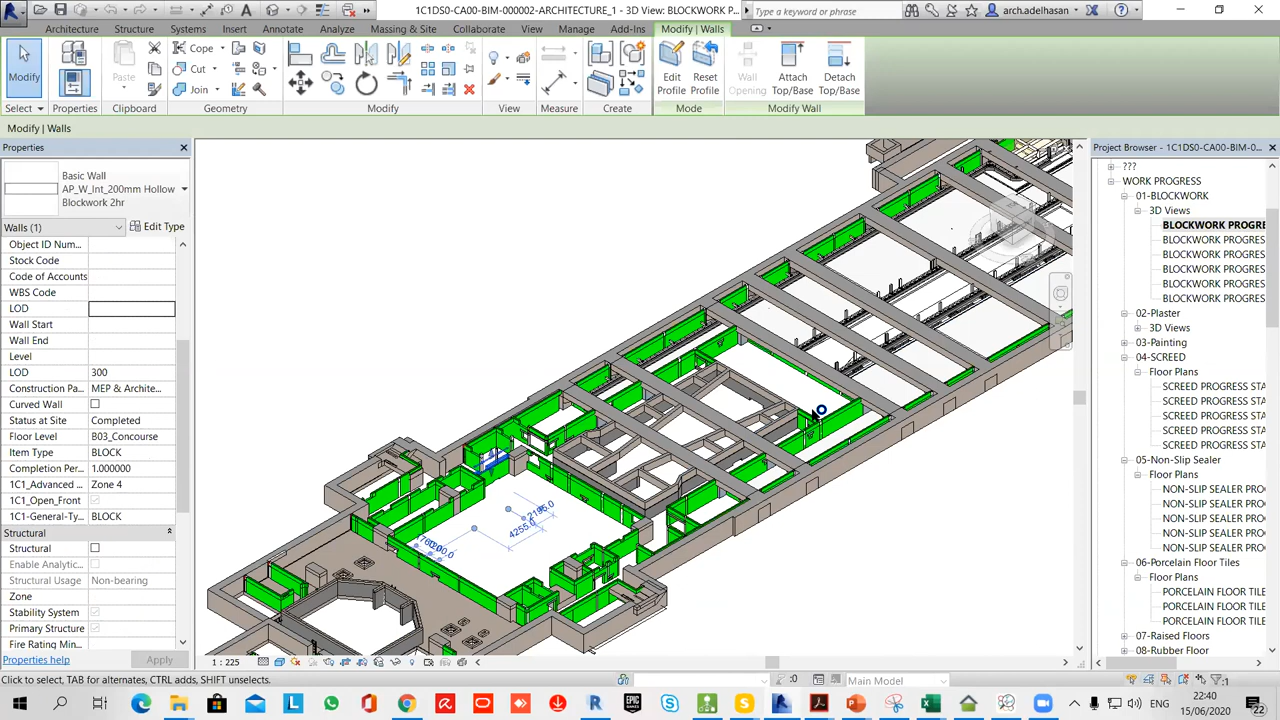 1C1DS0-CA00-BIM-000002-ARCHITECTURE_1 - 3D View: BLOCKWORK P...
Type a keyword or phrase
arch.adelhasan
Architecture Structure Systems Insert Annotate Analyze Massing & Site Collaborate View Manage Add-Ins Modify | Walls
Modify
Paste
Cope
Cut
Join
Edit Profile
Reset Profile
Wall Opening
Attach Top/Base
Detach Top/Base
Select Properties Clipboard Geometry Modify View Measure Create Mode Modify Wall
Modify | Walls
Properties
Basic Wall
AP_W_Int_200mm Hollow
Blockwork 2hr
Walls (1)
Edit Type
Object ID Num...
Stock Code
Code of Accounts
WBS Code
LOD
Wall Start
Wall End
Level
LOD 300
Construction Pa... MEP & Archite...
Curved Wall
Status at Site Completed
Floor Level B03_Concourse
Item Type BLOCK
Completion Per... 1.000000
1C1_Advanced ... Zone 4
1C1_Open_Front
1C1-General-Ty... BLOCK
Structural
Structural
Enable Analytic...
Structural Usage Non-bearing
Zone
Stability System
Primary Structure
Fire Rating Min...
Properties help
Apply
4255.0
Project Browser - 1C1DS0-CA00-BIM-0...
???
WORK PROGRESS
01-BLOCKWORK
3D Views
BLOCKWORK PROGRE
BLOCKWORK PROGRES
BLOCKWORK PROGRES
BLOCKWORK PROGRES
BLOCKWORK PROGRES
BLOCKWORK PROGRES
02-Plaster
3D Views
03-Painting
04-SCREED
Floor Plans
SCREED PROGRESS STA
SCREED PROGRESS STA
SCREED PROGRESS STA
SCREED PROGRESS STA
SCREED PROGRESS STA
05-Non-Slip Sealer
Floor Plans
NON-SLIP SEALER PRO
NON-SLIP SEALER PRO
NON-SLIP SEALER PRO
NON-SLIP SEALER PRO
NON-SLIP SEALER PRO
06-Porcelain Floor Tiles
Floor Plans
PORCELAIN FLOOR TILE
PORCELAIN FLOOR TILE
PORCELAIN FLOOR TILE
07-Raised Floors
08-Rubber Floor
1 : 225
Click to select, TAB for alternates, CTRL adds, SHIFT unselects.
:0
Main Model
:1
ENG
22:40
15/06/2020
22